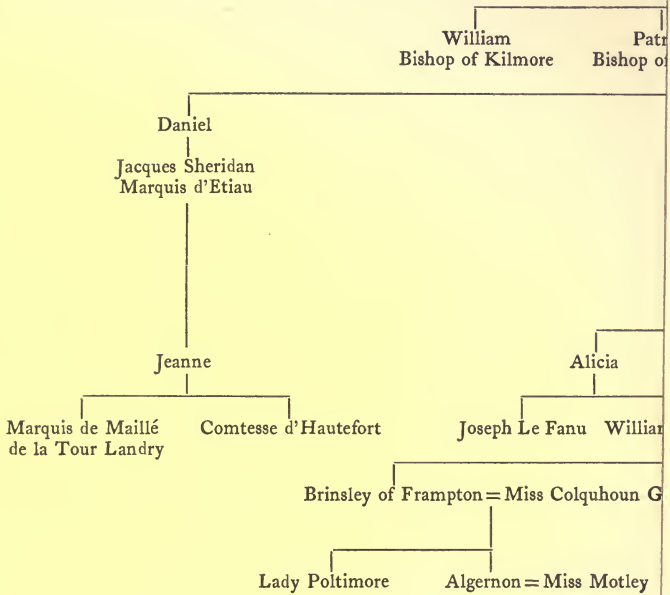 William
Bishop of Kilmore
Bishop
Daniel
Jacques Sheridan
Marquis d'Etiau
Jeanne
Alicia
Marquis de Maillé
de la Tour Landry
Comtesse d'Hautefort
Joseph Le Fanu
Brinsley of Frampton = Miss Colquhoun G
Lady Poltimore
Algernon = Miss Motley